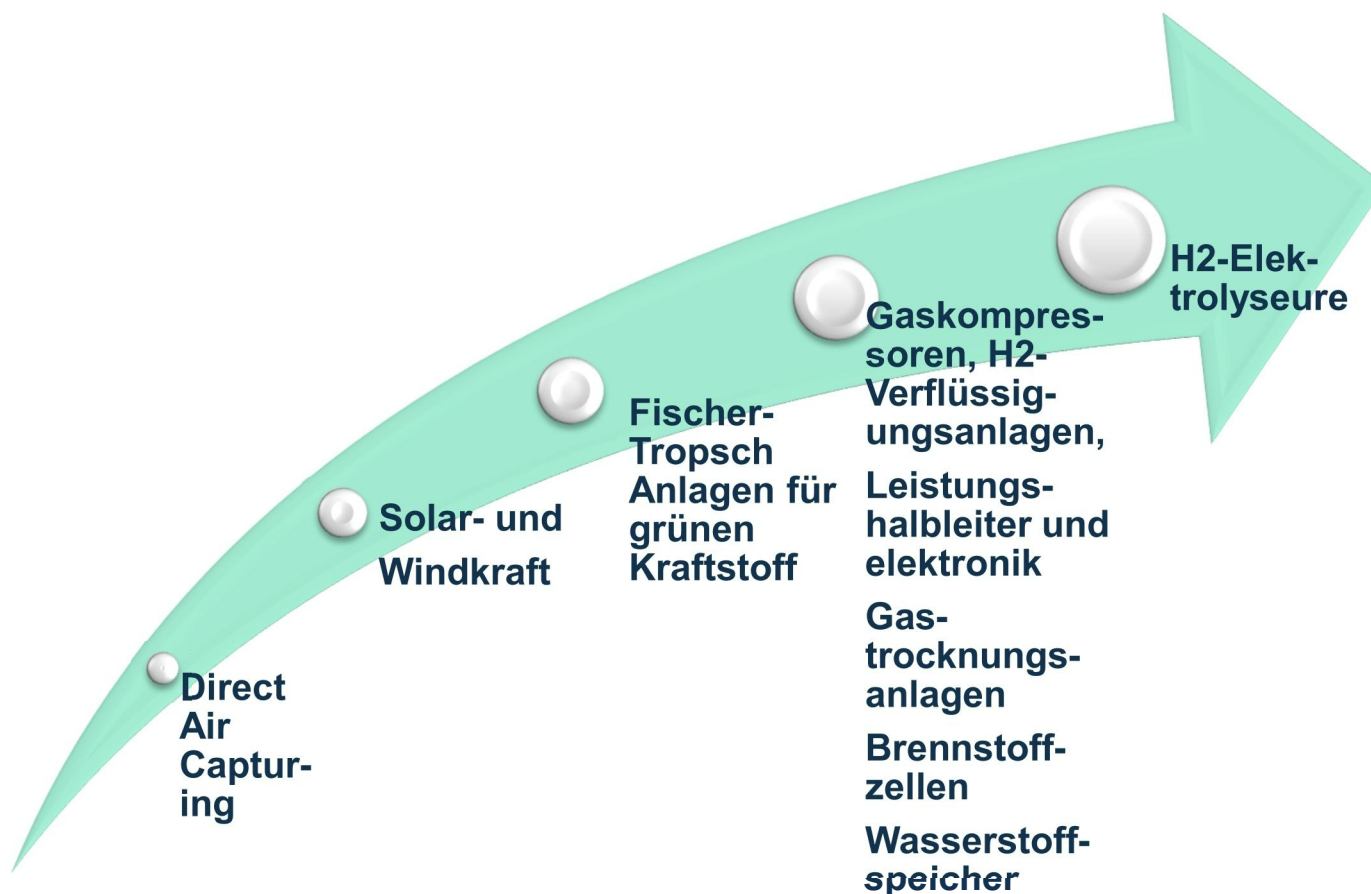 Direct
Air
Captur-
ing
Solar- und
Windkraft
Fischer-
Tropsch
Anlagen für
grünen
Kraftstoff
Gaskompres-
soren, H2-
Verflüssig-
ungsanlagen,
Leistungs-
halbleiter und
elektronik
Gas-
trocknungs-
anlagen
Brennstoff-
zellen
Wasserstoff-
speicher
H2-Elek-
trolyseure